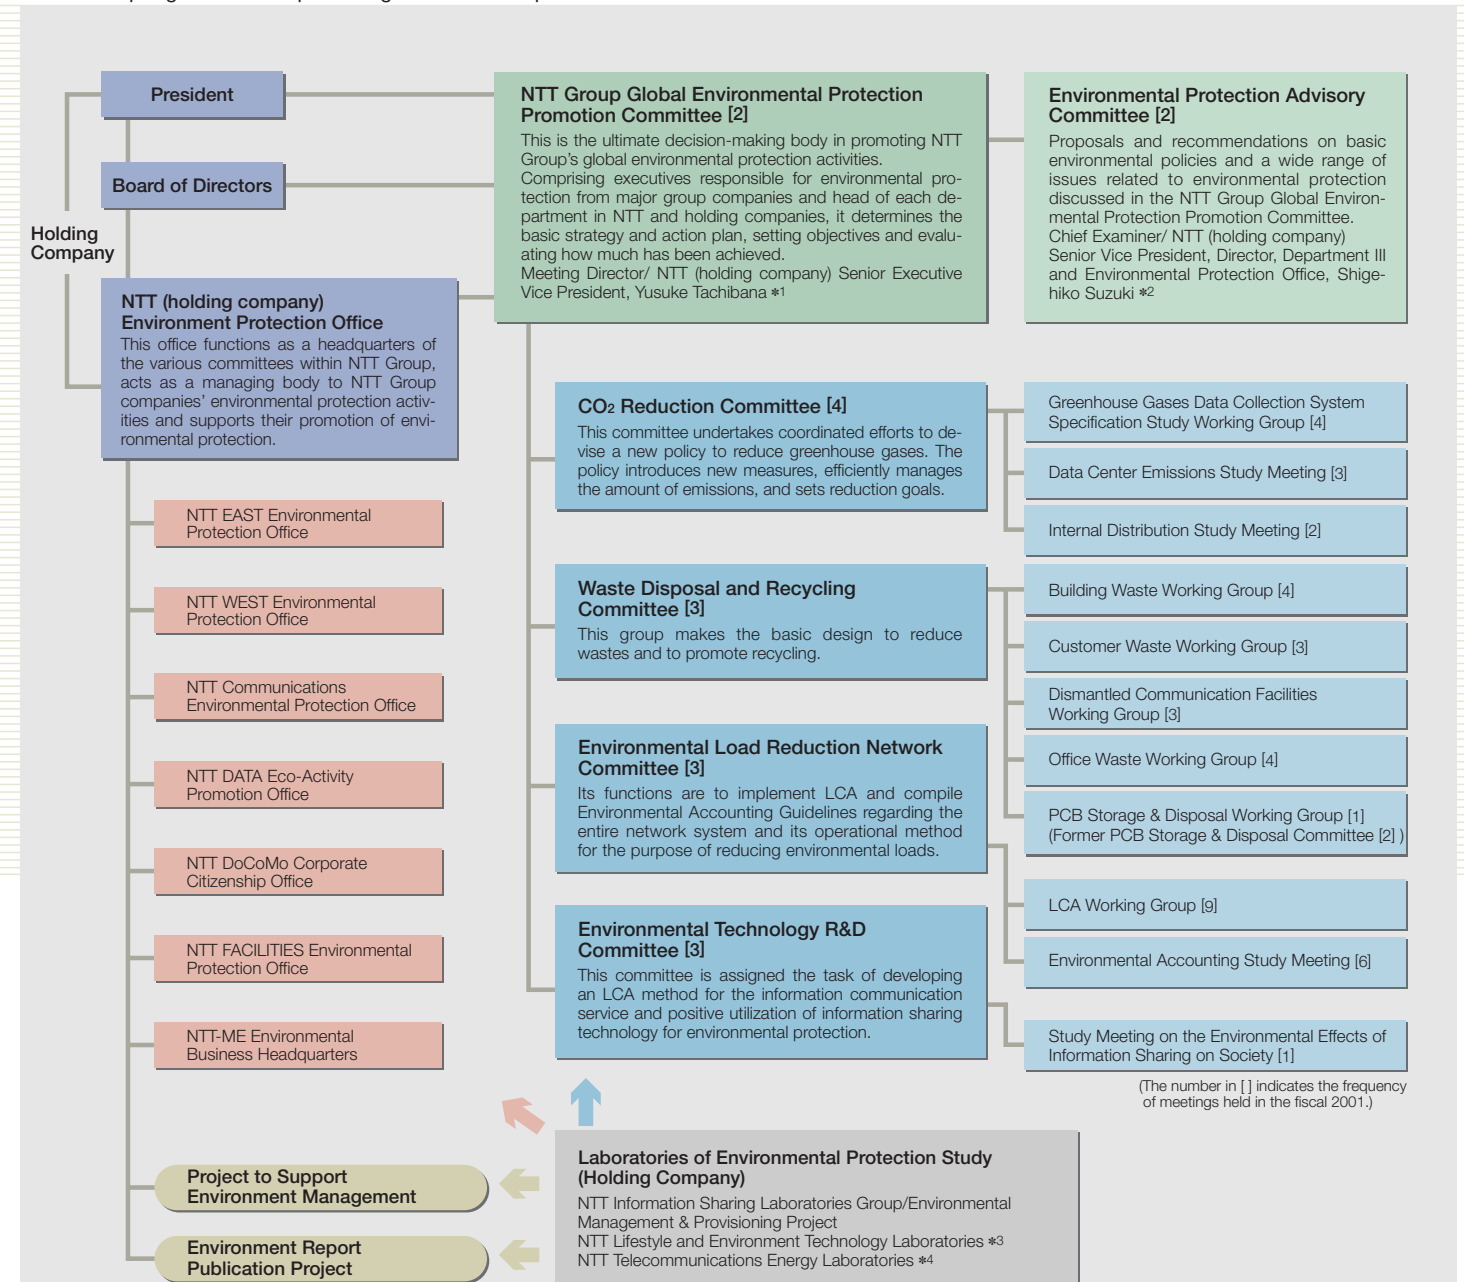 President
Board of Directors
Holding
Company
NTT (holding company)
Environment Protection Office
This office functions as a headquarters of
the various committees within NTT Group,
acts as a managing body to NTT Group
companies' environmental protection activ-
ities and supports their promotion of envi-
ronmental protection.
NTT EAST Environmental
Protection Office
NTT WEST Environmental
Protection Office
NTT Communications
Environmental Protection Office
NTT DATA Eco-Activity
Promotion Office
NTT DoCoMo Corporate
Citizenship Office
NTT FACILITIES Environmental
Protection Office
NTT-ME Environmental
Business Headquarters
Project to Support
Environment Management
Environment Report
Publication Project
NTT Group Global Environmental Protection
Promotion Committee [2]
This is the ultimate decision-making body in promoting NTT
Group's global environmental protection activities.
Comprising executives responsible for environmental pro-
tection from major group companies and head of each de-
partment in NTT and holding companies, it determines the
basic strategy and action plan, setting objectives and evalu-
ating how much has been achieved.
Meeting Director/ NTT (holding company) Senior Executive
Vice President, Yusuke Tachibana *1
Environmental Protection Advisory
Committee [2]
Proposals and recommendations on basic
environmental policies and a wide range of
issues related to environmental protection
discussed in the NTT Group Global Environ-
mental Protection Promotion Committee.
Chief Examiner/ NTT (holding company)
Senior Vice President, Director, Department III
and Environmental Protection Office, Shige-
hiko Suzuki *2
CO2 Reduction Committee [4]
This committee undertakes coordinated efforts to de-
vise a new policy to reduce greenhouse gases. The
policy introduces new measures, efficiently manages
the amount of emissions, and sets reduction goals.
Greenhouse Gases Data Collection System
Specification Study Working Group [4]
Data Center Emissions Study Meeting [3]
Internal Distribution Study Meeting [2]
Waste Disposal and Recycling
Committee [3]
This group makes the basic design to reduce
wastes and to promote recycling.
Building Waste Working Group [4]
Customer Waste Working Group [3]
Dismantled Communication Facilities
Working Group [3]
Office Waste Working Group [4]
PCB Storage & Disposal Working Group [1]
(Former PCB Storage & Disposal Committee [2] )
Environmental Load Reduction Network
Committee [3]
Its functions are to implement LCA and compile
Environmental Accounting Guidelines regarding the
entire network system and its operational method
for the purpose of reducing environmental loads.
LCA Working Group [9]
Environmental Accounting Study Meeting [6]
Environmental Technology R&D
Committee [3]
This committee is assigned the task of developing
an LCA method for the information communication
service and positive utilization of information sharing
technology for environmental protection.
Study Meeting on the Environmental Effects of
Information Sharing on Society [1]
(The number in [ ] indicates the frequency
of meetings held in the fiscal 2001.)
Laboratories of Environmental Protection Study
(Holding Company)
NTT Information Sharing Laboratories Group/Environmental
Management & Provisioning Project
NTT Lifestyle and Environment Technology Laboratories *3
NTT Telecommunications Energy Laboratories *4